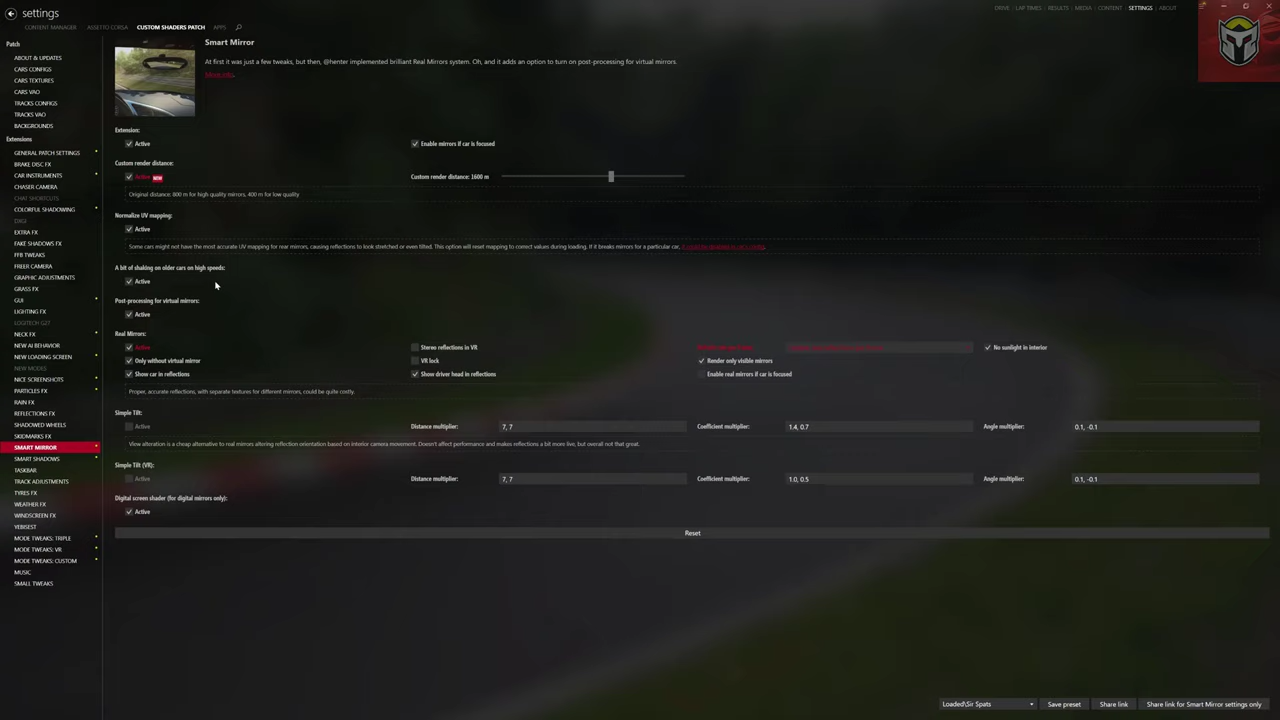 settings
DRIVE LAP TIMES RESULTS MEDIA CONTENT SETTINGS ABOUT
CONTENT MANAGER ASSETTO CORSA CUSTOM SHADERS PATCH APPS
Patch
ABOUT & UPDATES
CARS CONFIGS
CARS TEXTURES
CARS VAO
TRACKS CONFIGS
TRACKS VAO
BACKGROUNDS
Extensions
GENERAL PATCH SETTINGS
BRAKE DISC FX
CAR INSTRUMENTS
CHASER CAMERA
CHAT SHORTCUTS
COLORFUL SHADOWING
DXGI
EXTRA FX
FAKE SHADOWS FX
FFB TWEAKS
FREER CAMERA
GRAPHIC ADJUSTMENTS
GRASS FX
GUI
LIGHTING FX
LOGITECH G27
NECK FX
NEW AI BEHAVIOR
NEW LOADING SCREEN
NEW MODES
NICE SCREENSHOTS
PARTICLES FX
RAIN FX
REFLECTIONS FX
SHADOWED WHEELS
SKIDMARKS FX
SMART MIRROR
SMART SHADOWS
TASKBAR
TRACK ADJUSTMENTS
TYRES FX
WEATHER FX
WINDSCREEN FX
YEBISEST
MODE TWEAKS: TRIPLE
MODE TWEAKS: VR
MODE TWEAKS: CUSTOM
MUSIC
SMALL TWEAKS
Smart Mirror
At first it was just a few tweaks, but then, @henter implemented brilliant Real Mirrors system. Oh, and it adds an option to turn on post-processing for virtual mirrors.
More info.
Extension:
Active Enable mirrors if car is focused
Custom render distance:
Active NEW Custom render distance: 1600 m
Original distance: 800 m for high quality mirrors, 400 m for low quality
Normalize UV mapping:
Active
Some cars might not have the most accurate UV mapping for rear mirrors, causing reflections to look stretched or even tilted. This option will reset mapping to correct values during loading. If it breaks mirrors for a particular car,
A bit of shaking on older cars on high speeds:
Active
Post-processing for virtual mirrors:
Active
Real Mirrors:
Active Stereo reflections in VR No sunlight in interior
Only without virtual mirror VR lock Render only visible mirrors
Show car in reflections Show driver head in reflections Enable real mirrors if car is focused
Proper, accurate reflections, with separate textures for different mirrors, could be quite costly.
Simple Tilt:
Active Distance multiplier: 7, 7 Coefficient multiplier: 1.4, 0.7 Angle multiplier: 0.1, -0.1
View alteration is a cheap alternative to real mirrors altering reflection orientation based on interior camera movement. Doesn't affect performance and makes reflections a bit more live, but overall not that great.
Simple Tilt (VR):
Active Distance multiplier: 7, 7 Coefficient multiplier: 1.0, 0.5 Angle multiplier: 0.1, -0.1
Digital screen shader (for digital mirrors only):
Active
Reset
Loaded\Sir Spats Save preset Share link Share link for Smart Mirror settings only